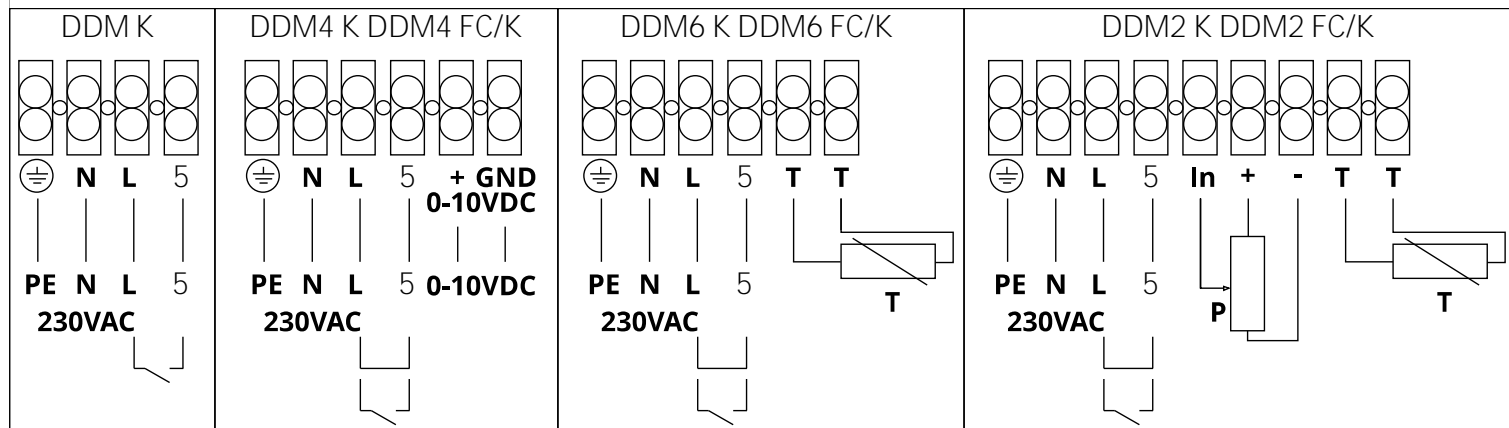 DDM K
N L 5
PE N L 5
230VAC
DDM4 K DDM4 FC/K
N L 5 + GND
0-10VDC
PE N L 5 0-10VDC
230VAC
DDM6 K DDM6 FC/K
N L 5 T T
PE N L 5
T
230VAC
DDM2 K DDM2 FC/K
N L 5 In + - T T
PE N L 5
P
T
230VAC